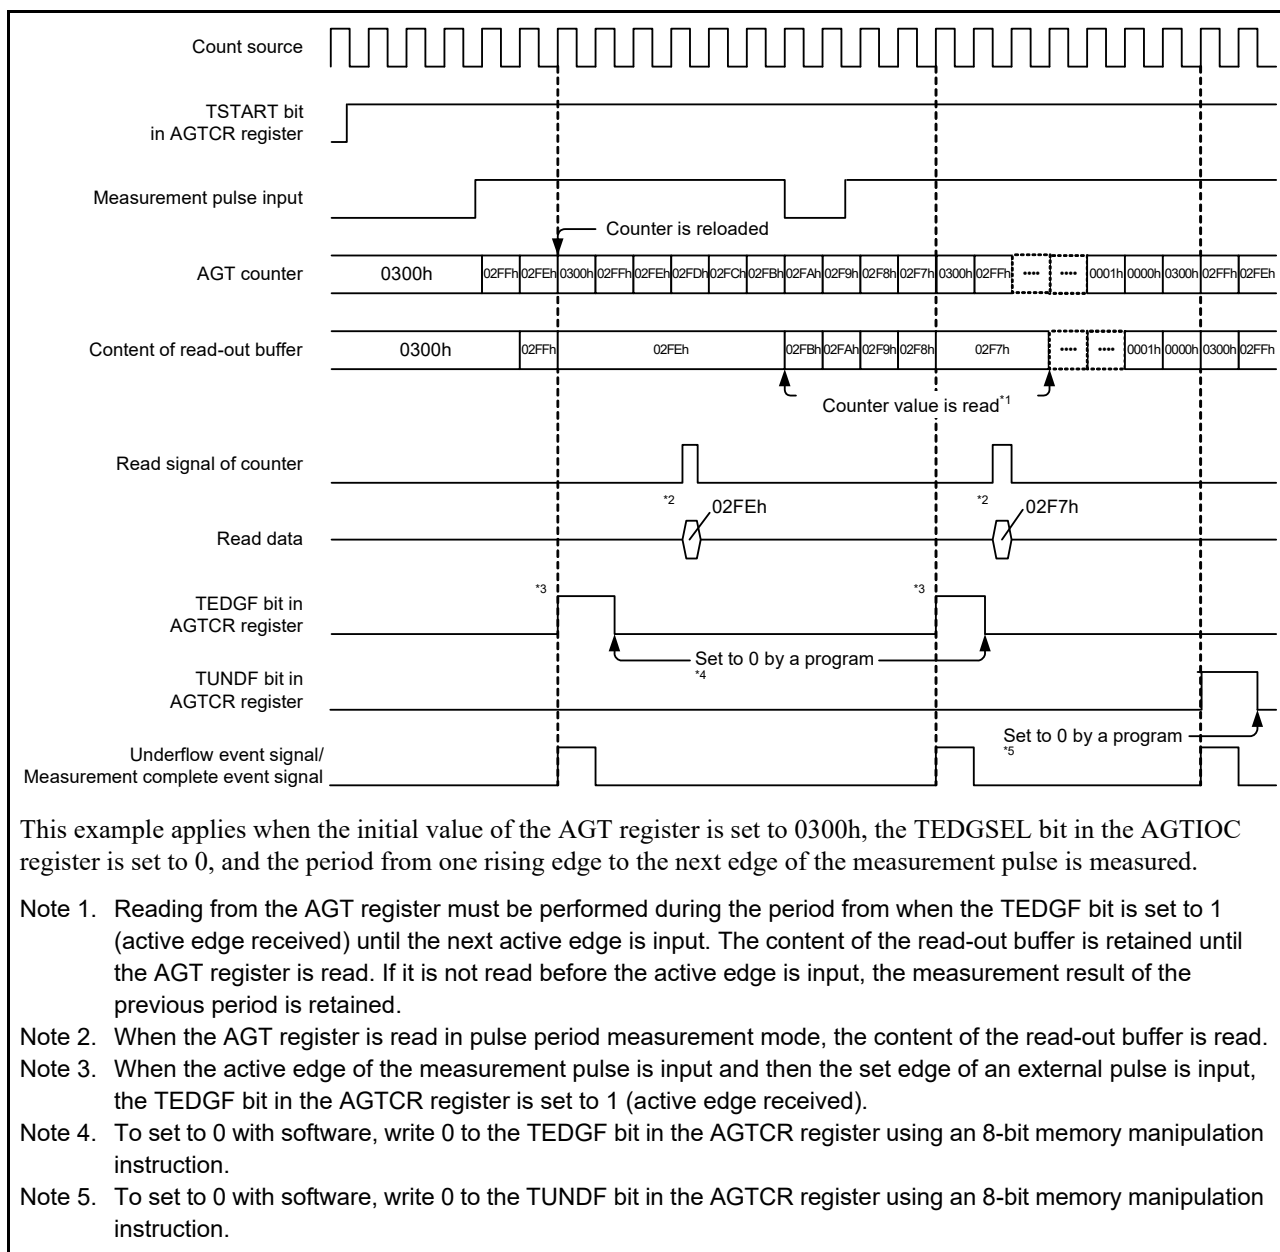 Count source
TSTART bit
in AGTCR register
Measurement pulse input
Counter is reloaded
AGT counter
0300h 02FFh 02FEh 0300h 02FFh 02FEh 02FDh 02FCh 02FBh 02FAh 02F9h 02F8h 02F7h 0300h 02FFh •••• •••• 0001h 0000h 0300h 02FFh 02FEh
Content of read-out buffer
0300h 02FFh 02FEh 02FBh 02FAh 02F9h 02F8h 02F7h •••• •••• 0001h 0000h 0300h 02FFh
Counter value is read*1
Read signal of counter
*2 02FEh *2 02F7h
Read data
*3 *3
TEDGF bit in
AGTCR register
Set to 0 by a program
*4
TUNDF bit in
AGTCR register
Set to 0 by a program
*5
Underflow event signal/
Measurement complete event signal
This example applies when the initial value of the AGT register is set to 0300h, the TEDGSEL bit in the AGTIOC
register is set to 0, and the period from one rising edge to the next edge of the measurement pulse is measured.
Note 1. Reading from the AGT register must be performed during the period from when the TEDGF bit is set to 1
(active edge received) until the next active edge is input. The content of the read-out buffer is retained until
the AGT register is read. If it is not read before the active edge is input, the measurement result of the
previous period is retained.
Note 2. When the AGT register is read in pulse period measurement mode, the content of the read-out buffer is read.
Note 3. When the active edge of the measurement pulse is input and then the set edge of an external pulse is input,
the TEDGF bit in the AGTCR register is set to 1 (active edge received).
Note 4. To set to 0 with software, write 0 to the TEDGF bit in the AGTCR register using an 8-bit memory manipulation
instruction.
Note 5. To set to 0 with software, write 0 to the TUNDF bit in the AGTCR register using an 8-bit memory manipulation
instruction.